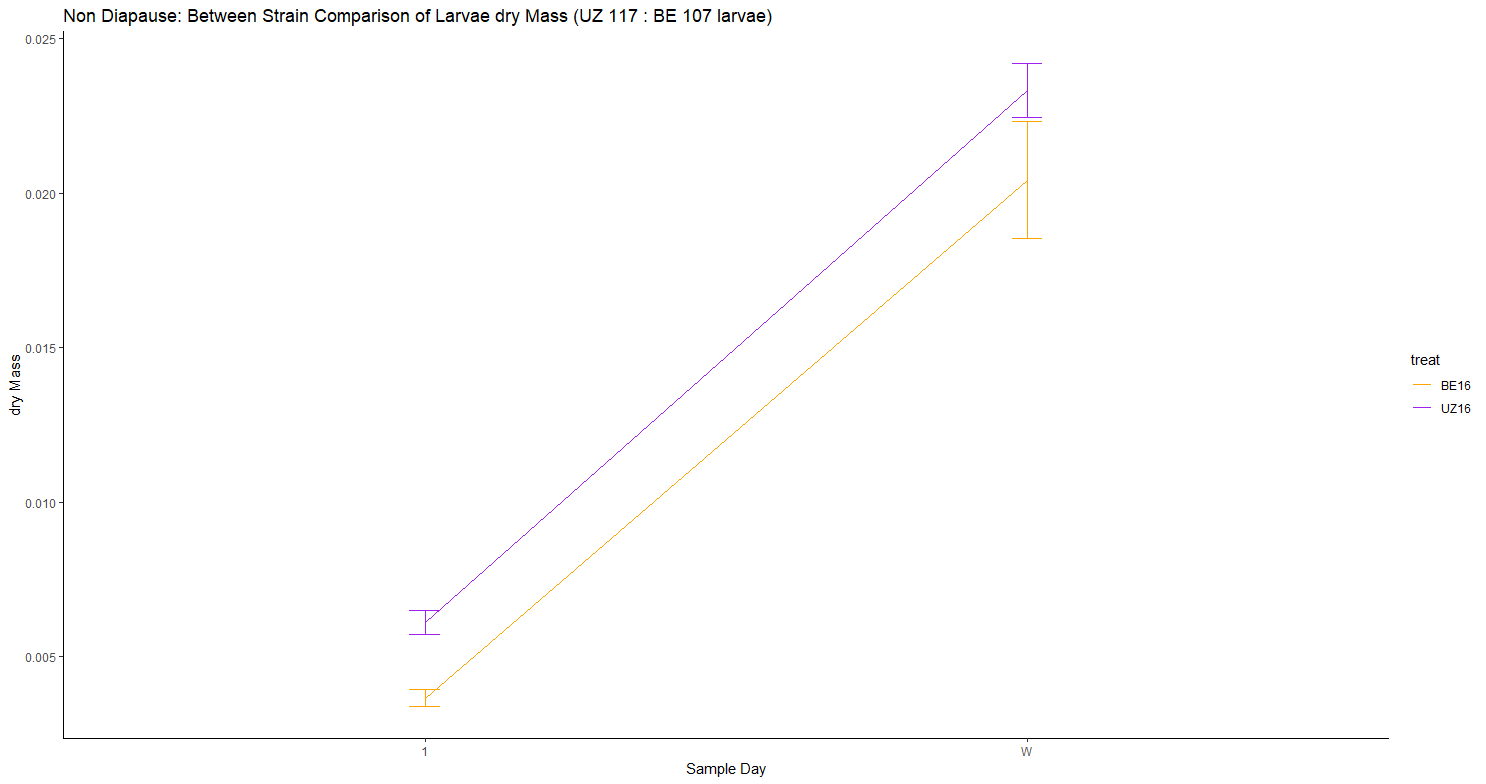 Non Diapause: Between Strain Comparison of Larvae dry Mass (UZ 117 : BE 107 larvae)
0.025
0.020
0.015
0.010
0.005
dry Mass
1
W
Sample Day
treat
BE16
UZ16